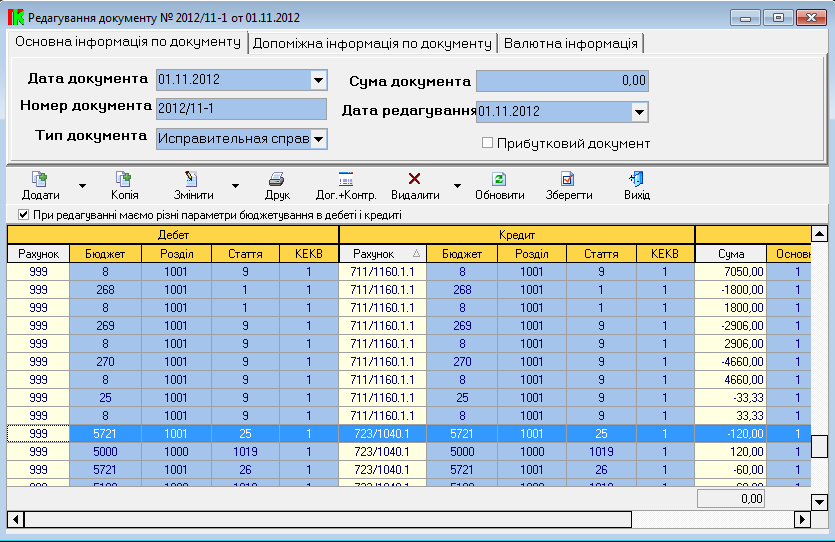 Редагування документу № 2012/11-1 от 01.11.2012
Основна інформація по документу Допоміжна інформація по документу Валютна інформація
Дата документа 01.11.2012 Сума документа 0,00
Номер документа 2012/11-1 Дата редагування 01.11.2012
Тип документа Исправительная справ Прибутковий документ
Додати Копія Змінити Друк Дог.+Контр. Видалити Обновити Зберегти Вихід
При редагуванні маємо різні параметри бюджетування в дебеті і кредиті
Дебет Кредит
Рахунок Бюджет Розділ Стаття КЕКВ Рахунок Бюджет Розділ Стаття КЕКВ Сума Основн
999 8 1001 9 1 711/1160.1.1 8 1001 9 1 7050,00 1
999 268 1001 1 1 711/1160.1.1 268 1001 1 1 -1800,00 1
999 8 1001 1 1 711/1160.1.1 8 1001 1 1 1800,00 1
999 269 1001 9 1 711/1160.1.1 269 1001 9 1 -2906,00 1
999 8 1001 9 1 711/1160.1.1 8 1001 9 1 2906,00 1
999 270 1001 9 1 711/1160.1.1 270 1001 9 1 -4660,00 1
999 8 1001 9 1 711/1160.1.1 8 1001 9 1 4660,00 1
999 25 1001 9 1 711/1160.1.1 25 1001 9 1 -33,33 1
999 8 1001 9 1 711/1160.1.1 8 1001 9 1 33,33 1
999 5721 1001 25 1 723/1040.1 5721 1001 25 1 -120,00 1
999 5000 1000 1019 1 723/1040.1 5000 1000 1019 1 120,00 1
999 5721 1001 26 1 723/1040.1 5721 1001 26 1 -60,00 1
0,00